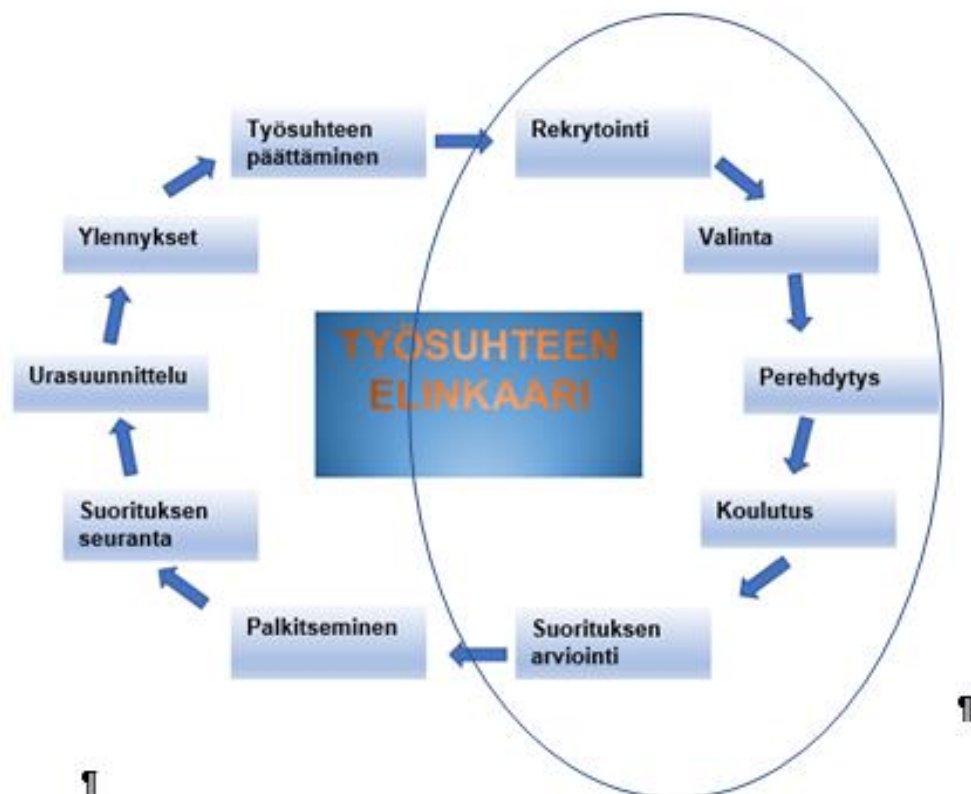 Työsuhteen
päättäminen
Rekrytointi
Ylennykset
Valinta
TYÖSUHTEEN
ELINKAARI
Urasuunnittelu
Perehdytys
Suorituksen
seuranta
Koulutus
Palkitseminen
Suorituksen
arviointi
¶
¶